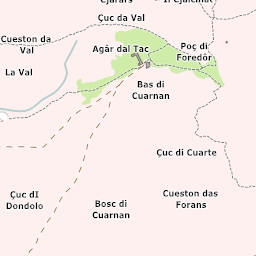 Çuc da Val
Cueston da
Val
Agâr dal Tac
Poç di
Foredôr
La Val
Bas di
Cuarnan
Çuc di Cuarte
Çuc dI
Dondolo
Bosc di
Cuarnan
Cueston das
Forans